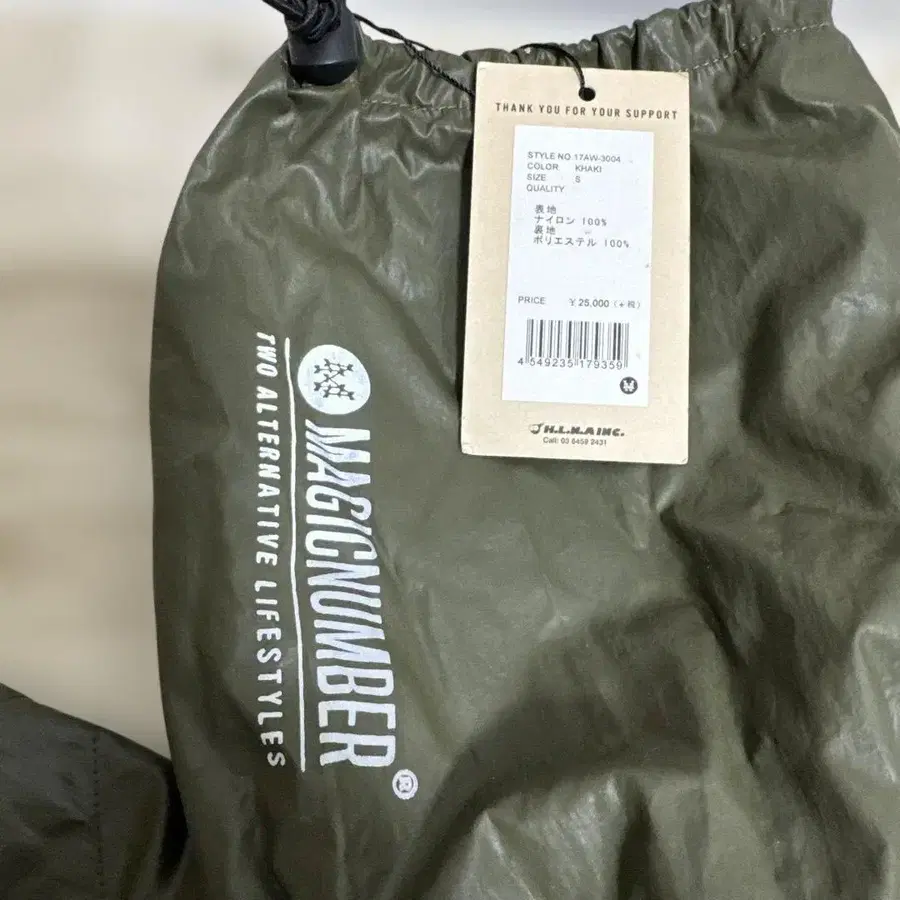 THANK YOU FOR YOUR SUPPORT
STYLE NO 17AW-3004
COLOR KHAKI
SIZE S
QUALITY
表地
ナイロン 100%
裏地
ポリエステル 100%
PRICE ¥25,000 (+税)
4 549235 179359
H.L.N.A INC.
Call: 03 6459 2431
MAGICNUMBER®
TWO ALTERNATIVE LIFESTYLES